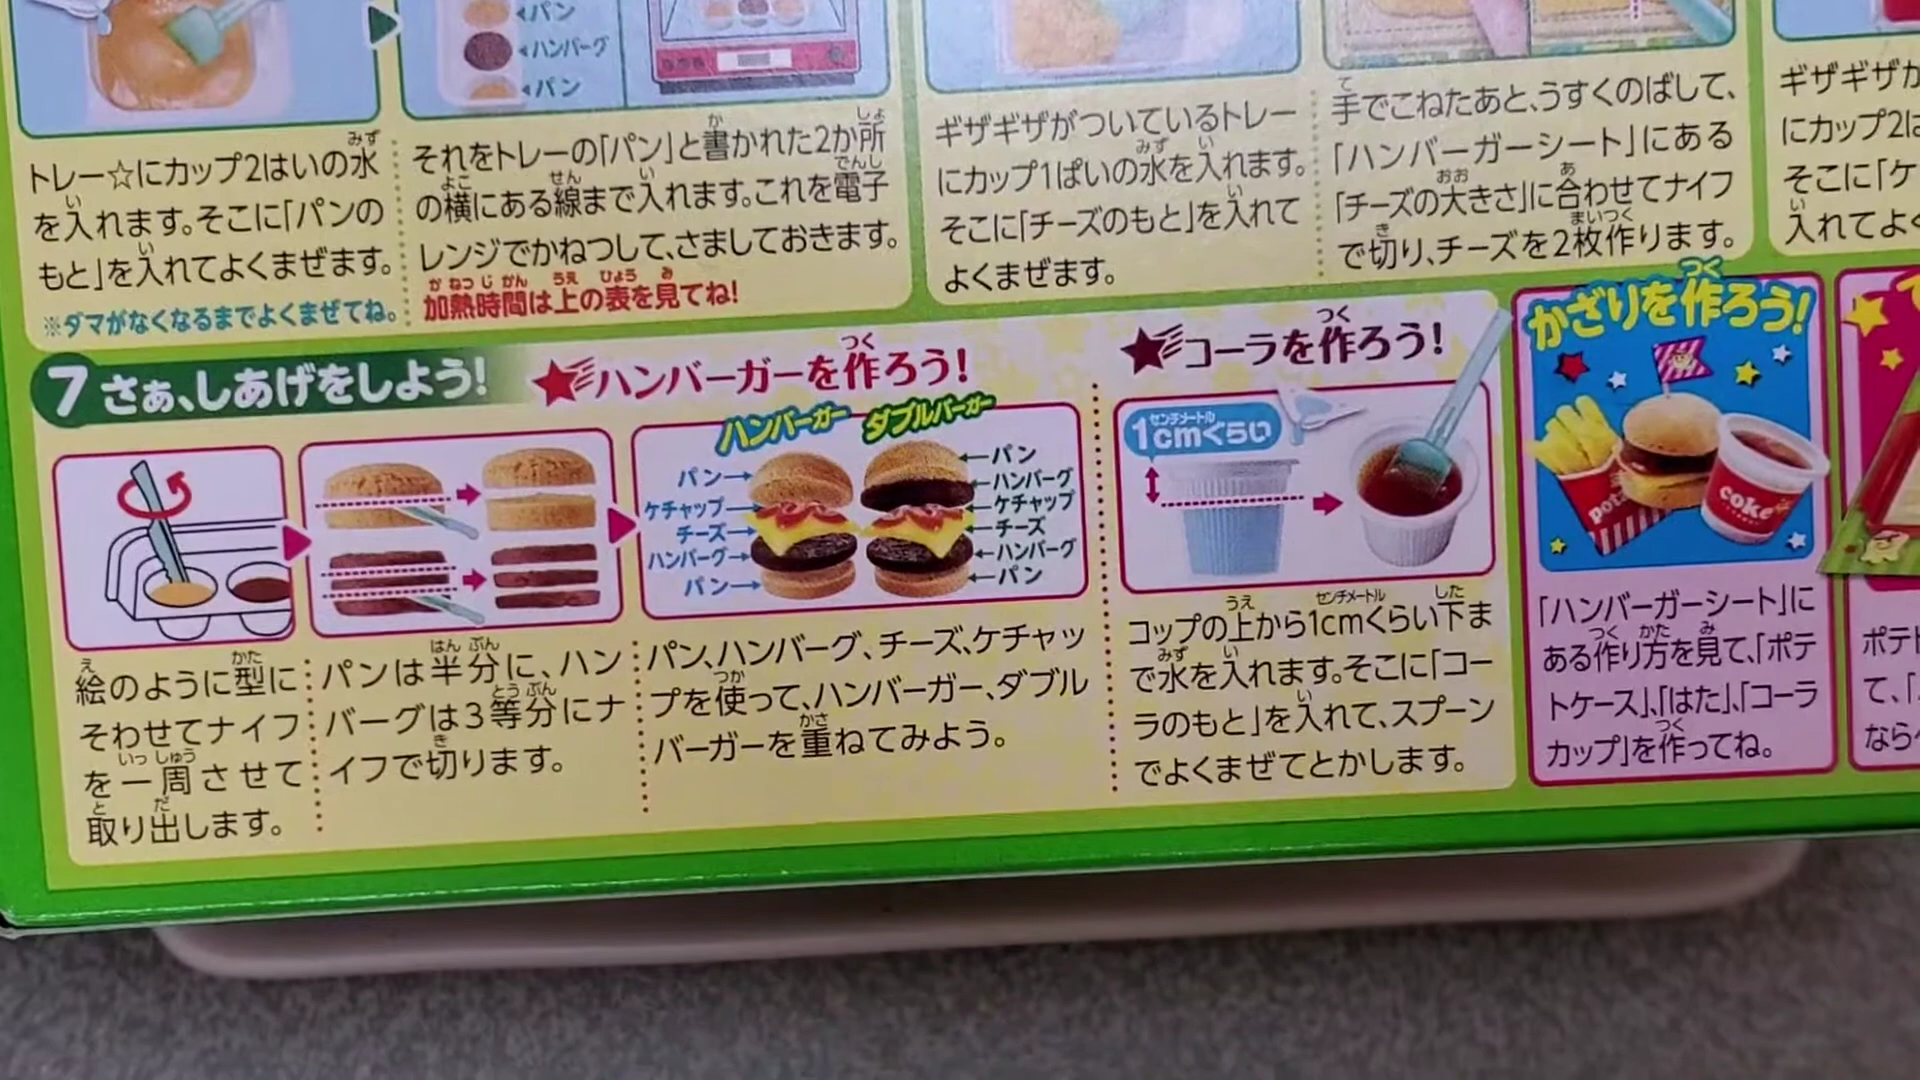 パン
ハンバーグ
パン
トレー☆にカップ2はいの水
を入れます。そこに「パンの
もと」を入れてよくまぜます。
※ダマがなくなるまでよくまぜてね。
それをトレーの「パン」と書かれた2か所
の横にある線まで入れます。これを電子
レンジでかねつして、さましておきます。
加熱時間は上の表を見てね!
ギザギザがついているトレー
にカップ1ぱいの水を入れます。
そこに「チーズのもと」を入れて
よくまぜます。
手でこねたあと、うすくのばして、
「ハンバーガーシート」にある
「チーズの大きさ」に合わせてナイフ
で切り、チーズを2枚作ります。
ギザギザが
にカップ2は
そこに「ケ
入れてよく
7 さぁ、しあげをしよう!
ハンバーガーを作ろう!
ハンバーガー
ダブルバーガー
パン
ケチャップ
チーズ
ハンバーグ
パン
パン
ハンバーグ
ケチャップ
チーズ
ハンバーグ
パン
絵のように型に
そわせてナイフ
を一周させて
取り出します。
パンは半分に、ハン
バーグは3等分にナ
イフで切ります。
パン、ハンバーグ、チーズ、ケチャッ
プを使って、ハンバーガー、ダブル
バーガーを重ねてみよう。
コーラを作ろう!
1cmぐらい
コップの上から1cmくらい下ま
で水を入れます。そこに「コー
ラのもと」を入れて、スプーン
でよくまぜてとかします。
かざりを作ろう!
potato
coke
「ハンバーガーシート」に
ある作り方を見て、「ポテ
トケース」、「はた」、「コーラ
カップ」を作ってね。
ポテト
て、「
ならべ